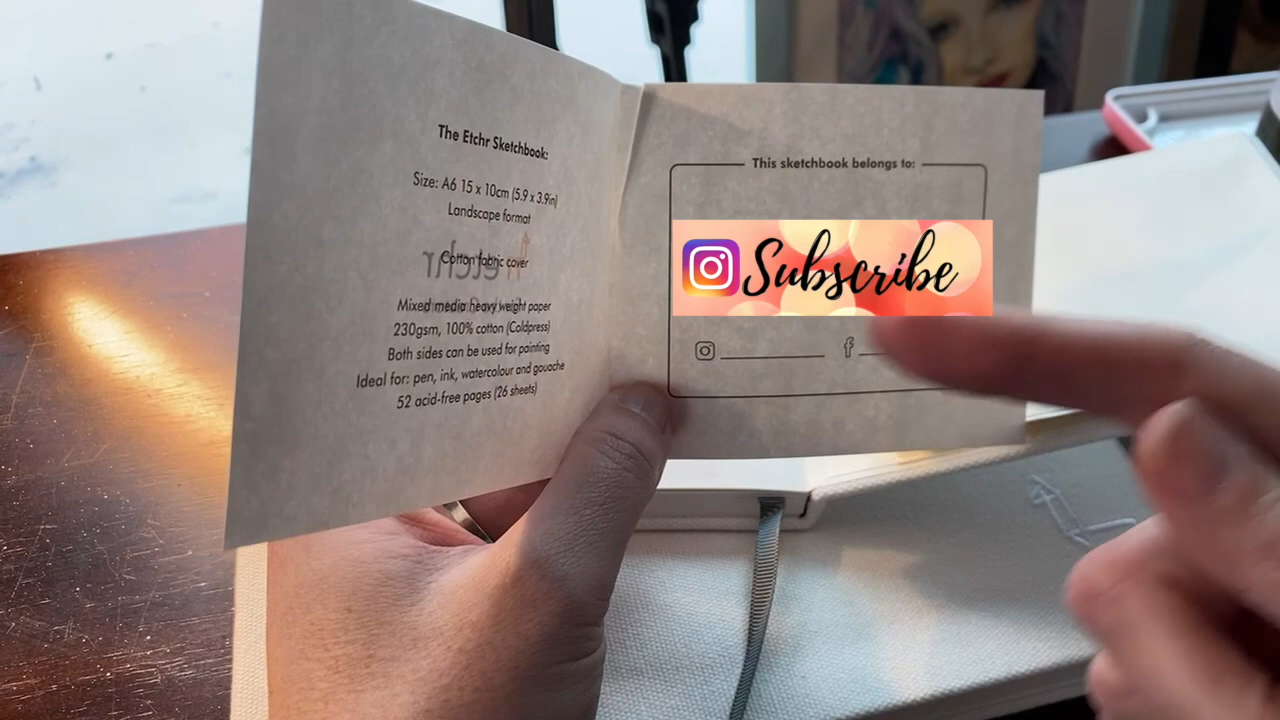 The Etchr Sketchbook:
Size: A6 15 x 10cm (5.9 x 3.9in)
Landscape format
Cotton fabric cover
etchr
Mixed media heavy weight paper
230gsm, 100% cotton (Coldpress)
Both sides can be used for painting
Ideal for: pen, ink, watercolour and gouache
52 acid-free pages (26 sheets)
This sketchbook belongs to:
Subscribe